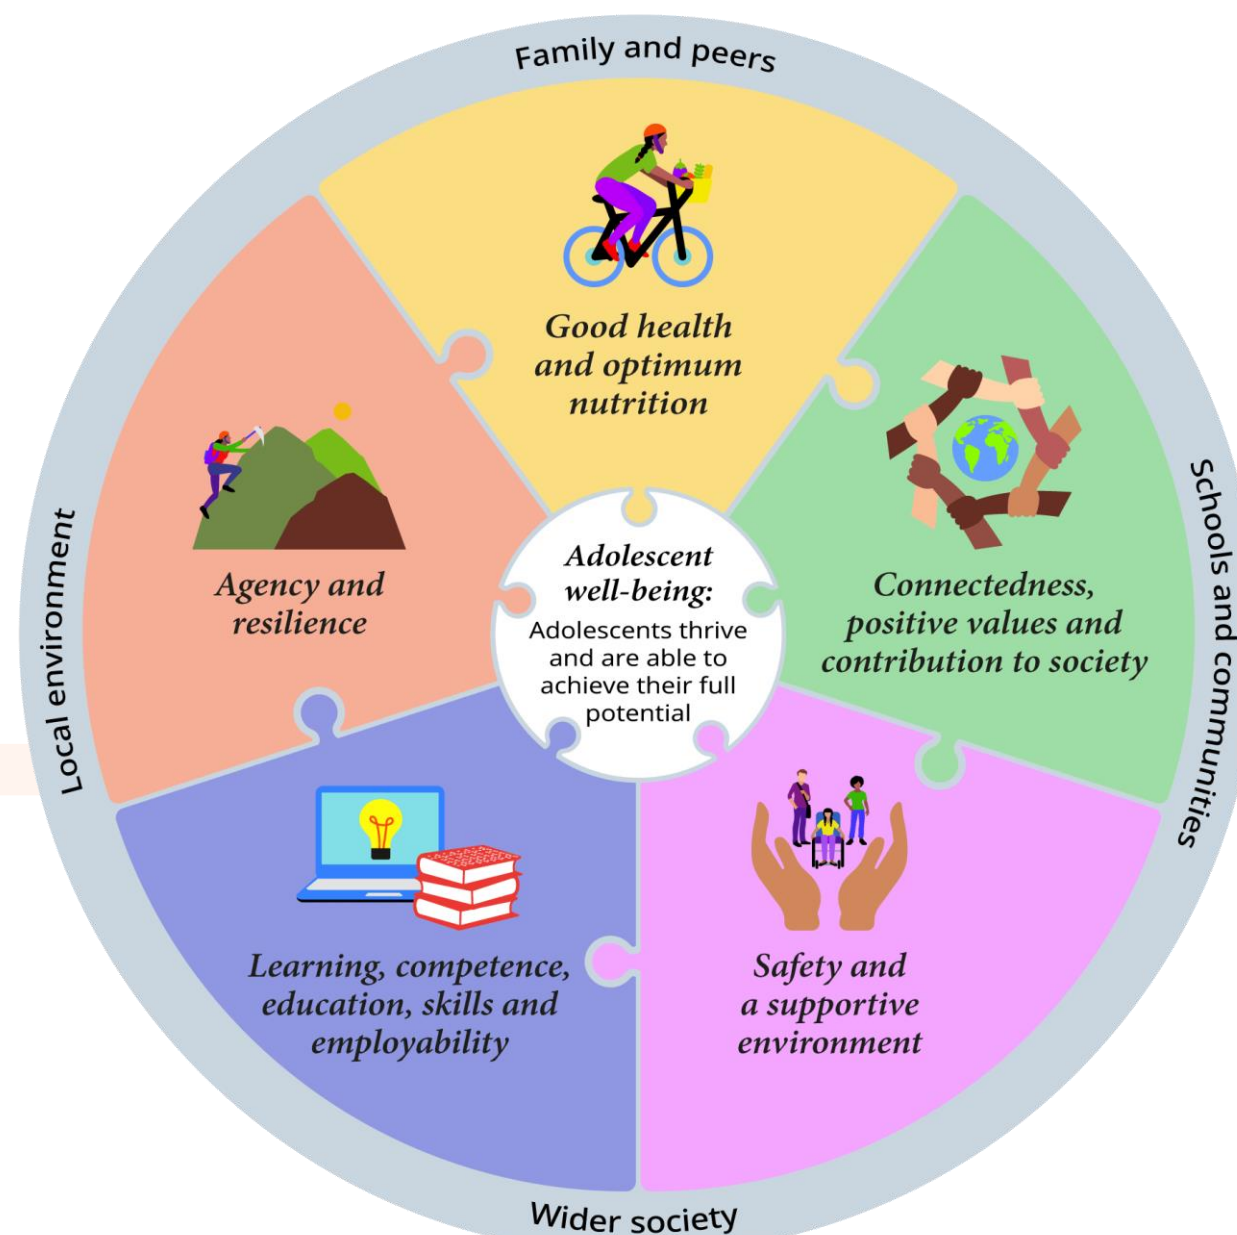 Family and peers
Good health
and optimum
nutrition
Agency and
resilience
Connectedness,
positive values and
contribution to society
Adolescent
well-being:
Adolescents thrive
and are able to
achieve their full
potential
Local environment
Schools and communities
Learning, competence,
education, skills and
employability
Safety and
a supportive
environment
Wider society